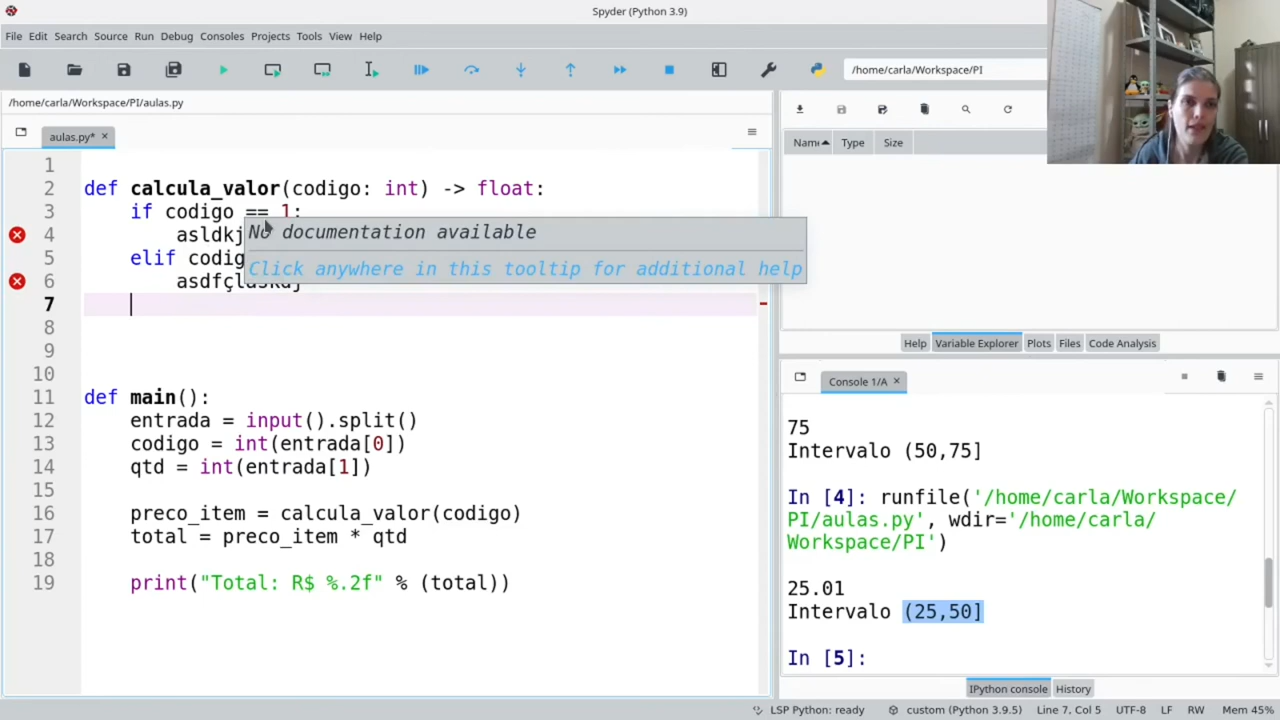 Spyder (Python 3.9)
File Edit Search Source Run Debug Consoles Projects Tools View Help
/home/carla/Workspace/PI
/home/carla/Workspace/PI/aulas.py
aulas.py*
1
2 def calcula_valor(codigo: int) -> float:
3 if codigo == 1:
4 asldkj
5 elif codig
6
7
8
9
10
11 def main():
12 entrada = input().split()
13 codigo = int(entrada[0])
14 qtd = int(entrada[1])
15
16 preco_item = calcula_valor(codigo)
17 total = preco_item * qtd
18
19 print("Total: R$ %.2f" % (total))
No documentation available
Click anywhere in this tooltip for additional help
Name Type Size
Help Variable Explorer Plots Files Code Analysis
Console 1/A
75
Intervalo (50,75]
In [4]: runfile('/home/carla/Workspace/
PI/aulas.py', wdir='/home/carla/
Workspace/PI')
25.01
Intervalo (25,50]
In [5]:
IPython console History
LSP Python: ready custom (Python 3.9.5) Line 7, Col 5 UTF-8 LF RW Mem 45%